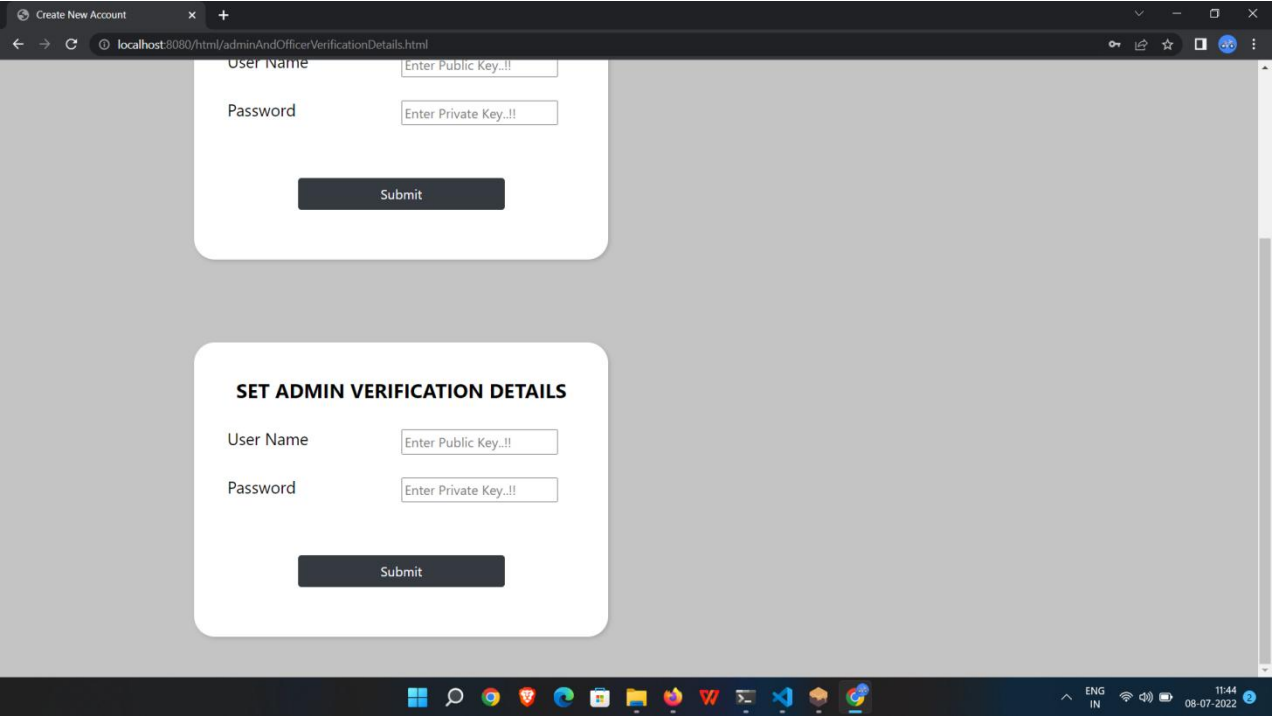 Create New Account
localhost:8080/html/adminAndOfficerVerificationDetails.html
User Name
Enter Public Key..!!
Password
Enter Private Key..!!
Submit
SET ADMIN VERIFICATION DETAILS
User Name
Enter Public Key..!!
Password
Enter Private Key..!!
Submit
ENG
IN
11:44
08-07-2022
2